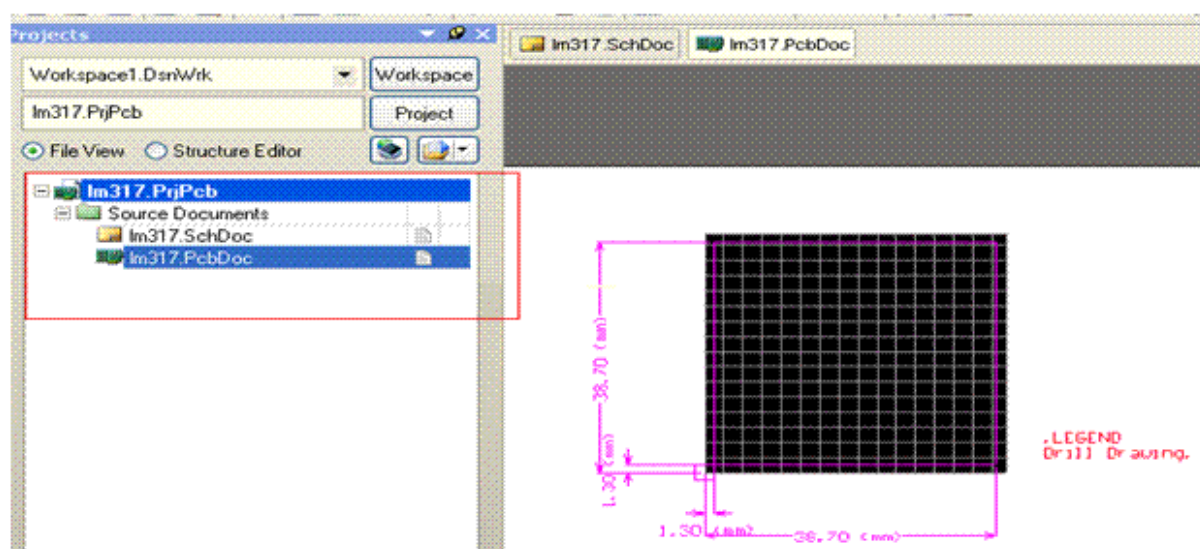 Projects
Workspace1.DsnWrk
Workspace
lm317.PrjPcb
Project
File View
Structure Editor
lm317.PrjPcb
Source Documents
lm317.SchDoc
lm317.PcbDoc
lm317.SchDoc
lm317.PcbDoc
38.70 (mm)
1.30 (mm)
1.30 (mm)
38.70 (mm)
.LEGEND
Drill Drawing.